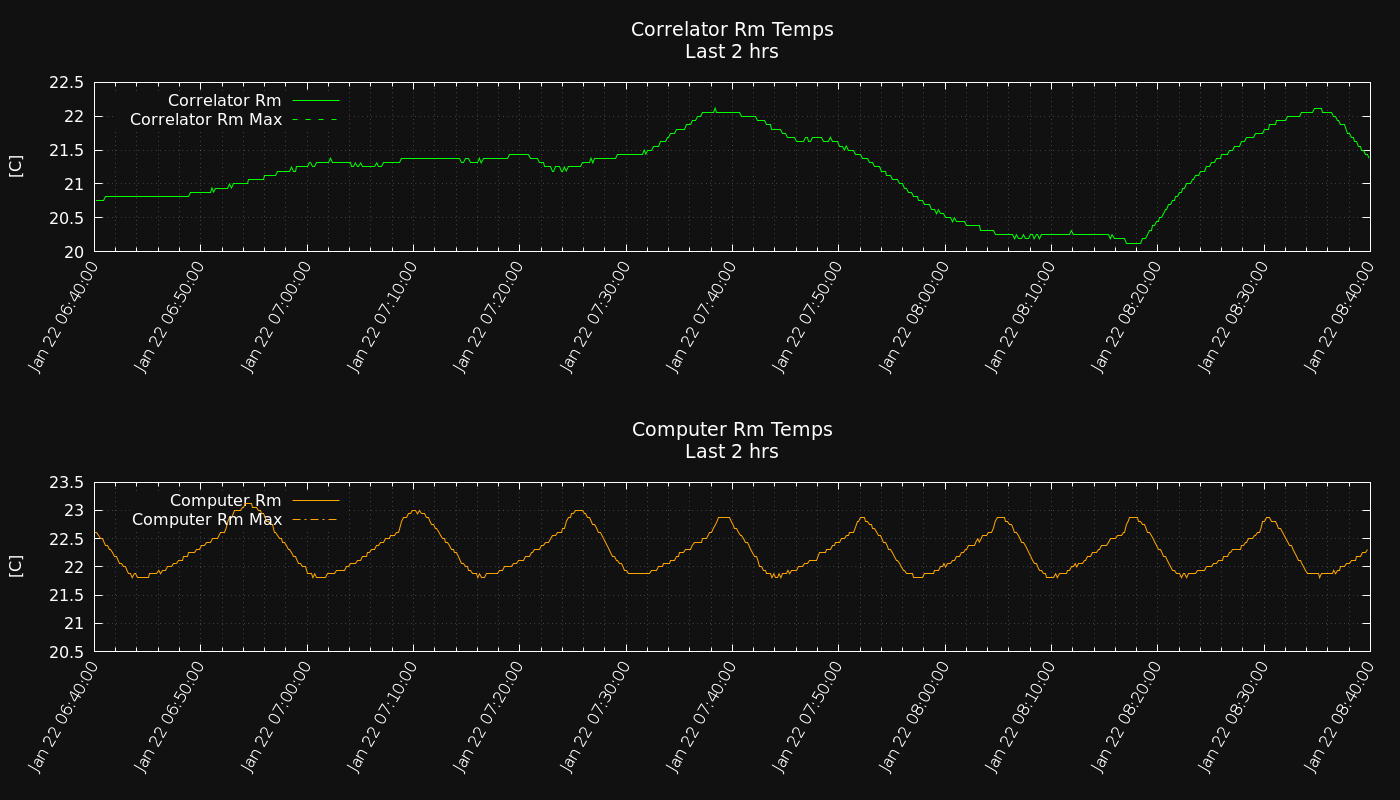 Correlator Rm Temps
Last 2 hrs
[C]
22.5
22
21.5
21
20.5
20
Correlator Rm
Correlator Rm Max
Jan 22 06:40:00
Jan 22 06:50:00
Jan 22 07:00:00
Jan 22 07:10:00
Jan 22 07:20:00
Jan 22 07:30:00
Jan 22 07:40:00
Jan 22 07:50:00
Jan 22 08:00:00
Jan 22 08:10:00
Jan 22 08:20:00
Jan 22 08:30:00
Jan 22 08:40:00
Computer Rm Temps
Last 2 hrs
[C]
23.5
23
22.5
22
21.5
21
20.5
Computer Rm
Computer Rm Max
Jan 22 06:40:00
Jan 22 06:50:00
Jan 22 07:00:00
Jan 22 07:10:00
Jan 22 07:20:00
Jan 22 07:30:00
Jan 22 07:40:00
Jan 22 07:50:00
Jan 22 08:00:00
Jan 22 08:10:00
Jan 22 08:20:00
Jan 22 08:30:00
Jan 22 08:40:00